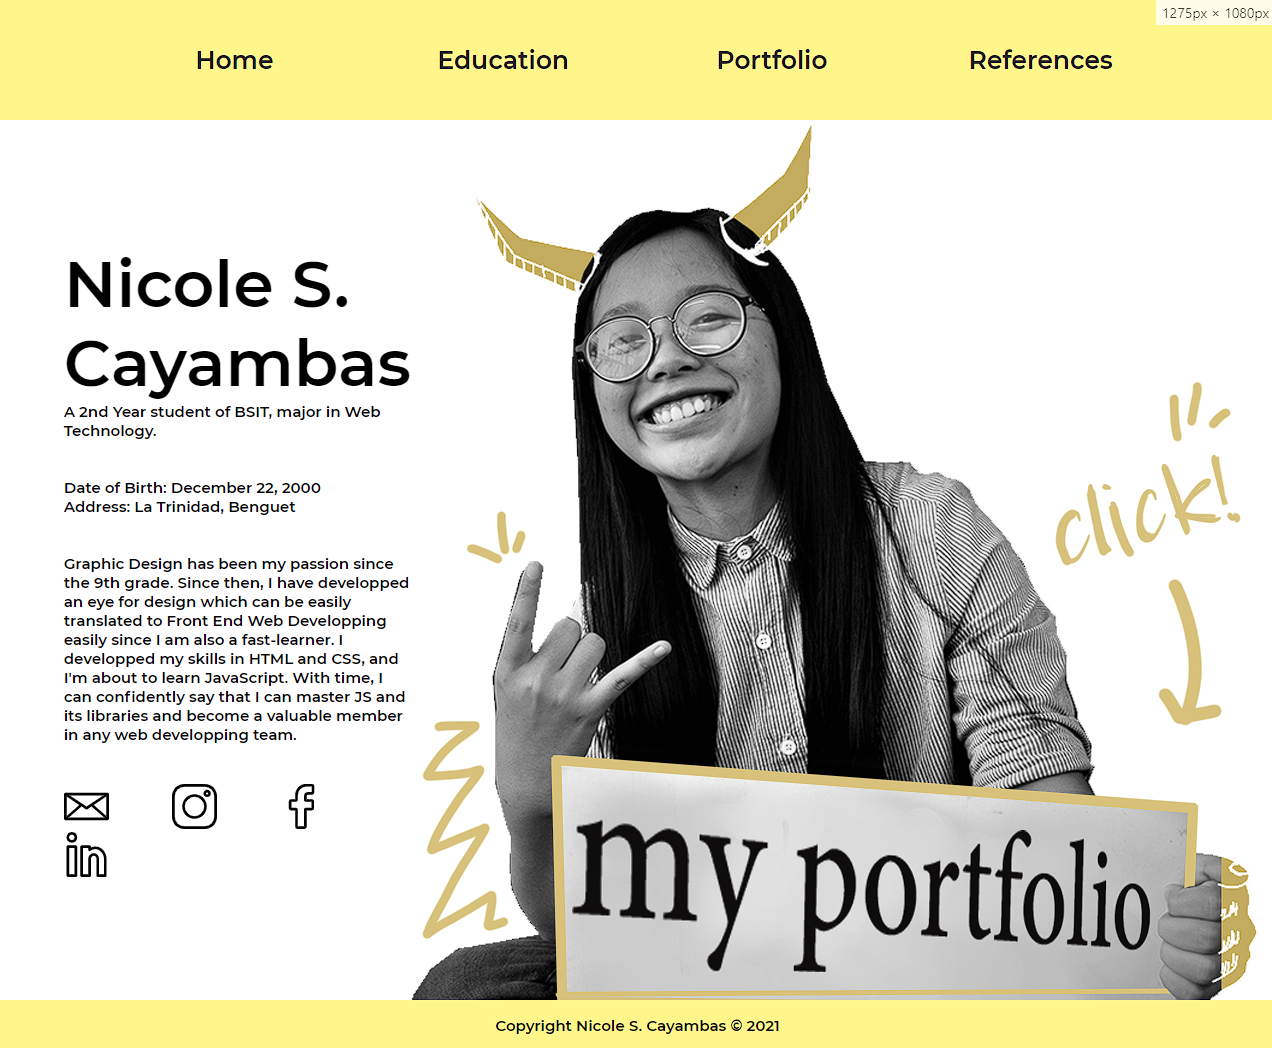 1275px × 1080px
Home Education Portfolio References
Nicole S.
Cayambas
A 2nd Year student of BSIT, major in Web
Technology.
Date of Birth: December 22, 2000
Address: La Trinidad, Benguet
Graphic Design has been my passion since
the 9th grade. Since then, I have developped
an eye for design which can be easily
translated to Front End Web Developping
easily since I am also a fast-learner. I
developped my skills in HTML and CSS, and
I'm about to learn JavaScript. With time, I
can confidently say that I can master JS and
its libraries and become a valuable member
in any web developping team.
in
click!
my portfolio
Copyright Nicole S. Cayambas © 2021